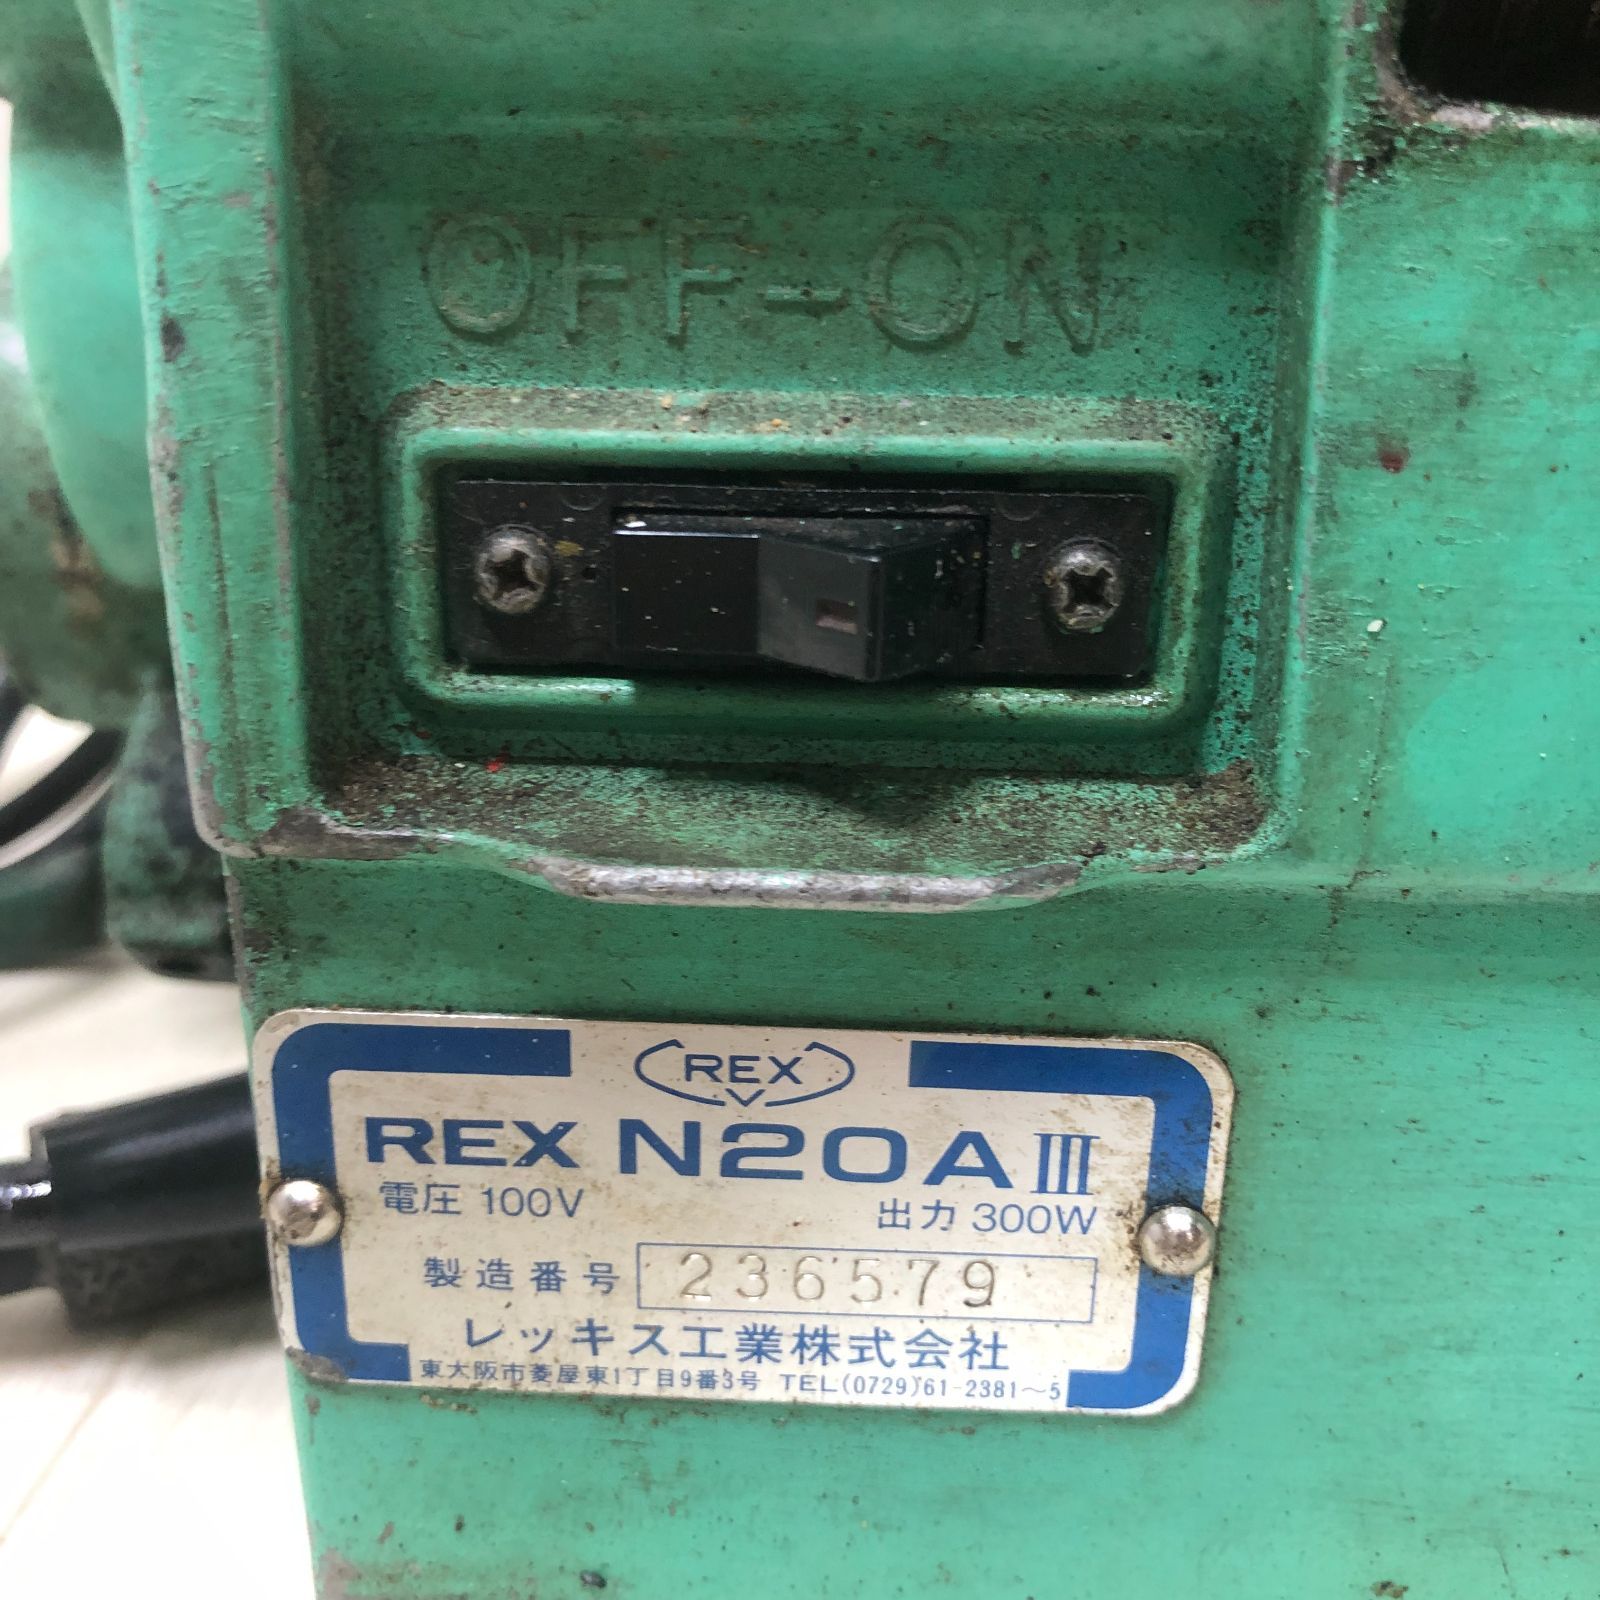 OFF-ON
REX
REX N20AⅢ
電圧 100V 出力 300W
製造番号 236579
レッキス工業株式会社
東大阪市菱屋東1丁目9番3号 TEL(0729)61-2381～5